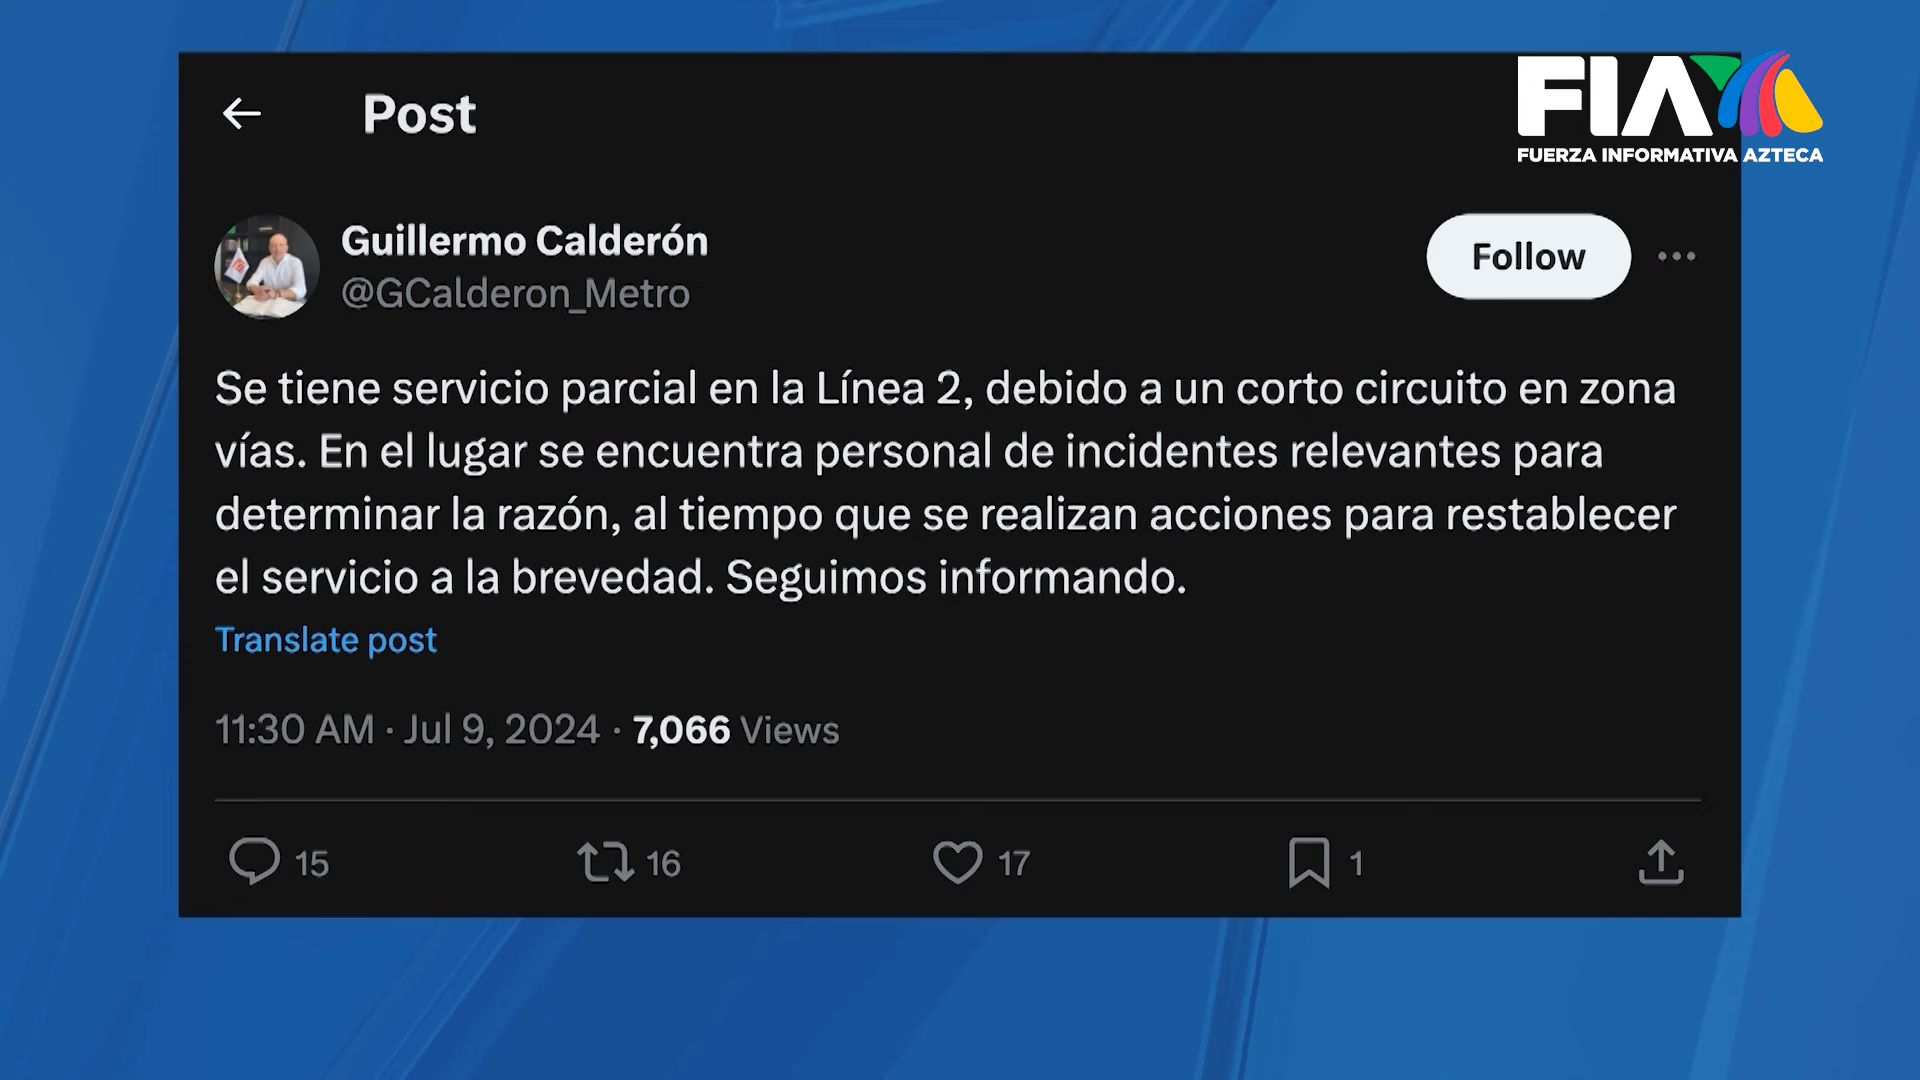 Post
FIA
FUERZA INFORMATIVA AZTECA
Guillermo Calderón
@GCalderon_Metro
Follow
Se tiene servicio parcial en la Línea 2, debido a un corto circuito en zona
vías. En el lugar se encuentra personal de incidentes relevantes para
determinar la razón, al tiempo que se realizan acciones para restablecer
el servicio a la brevedad. Seguimos informando.
Translate post
11:30 AM · Jul 9, 2024 · 7,066 Views
15 16 17 1